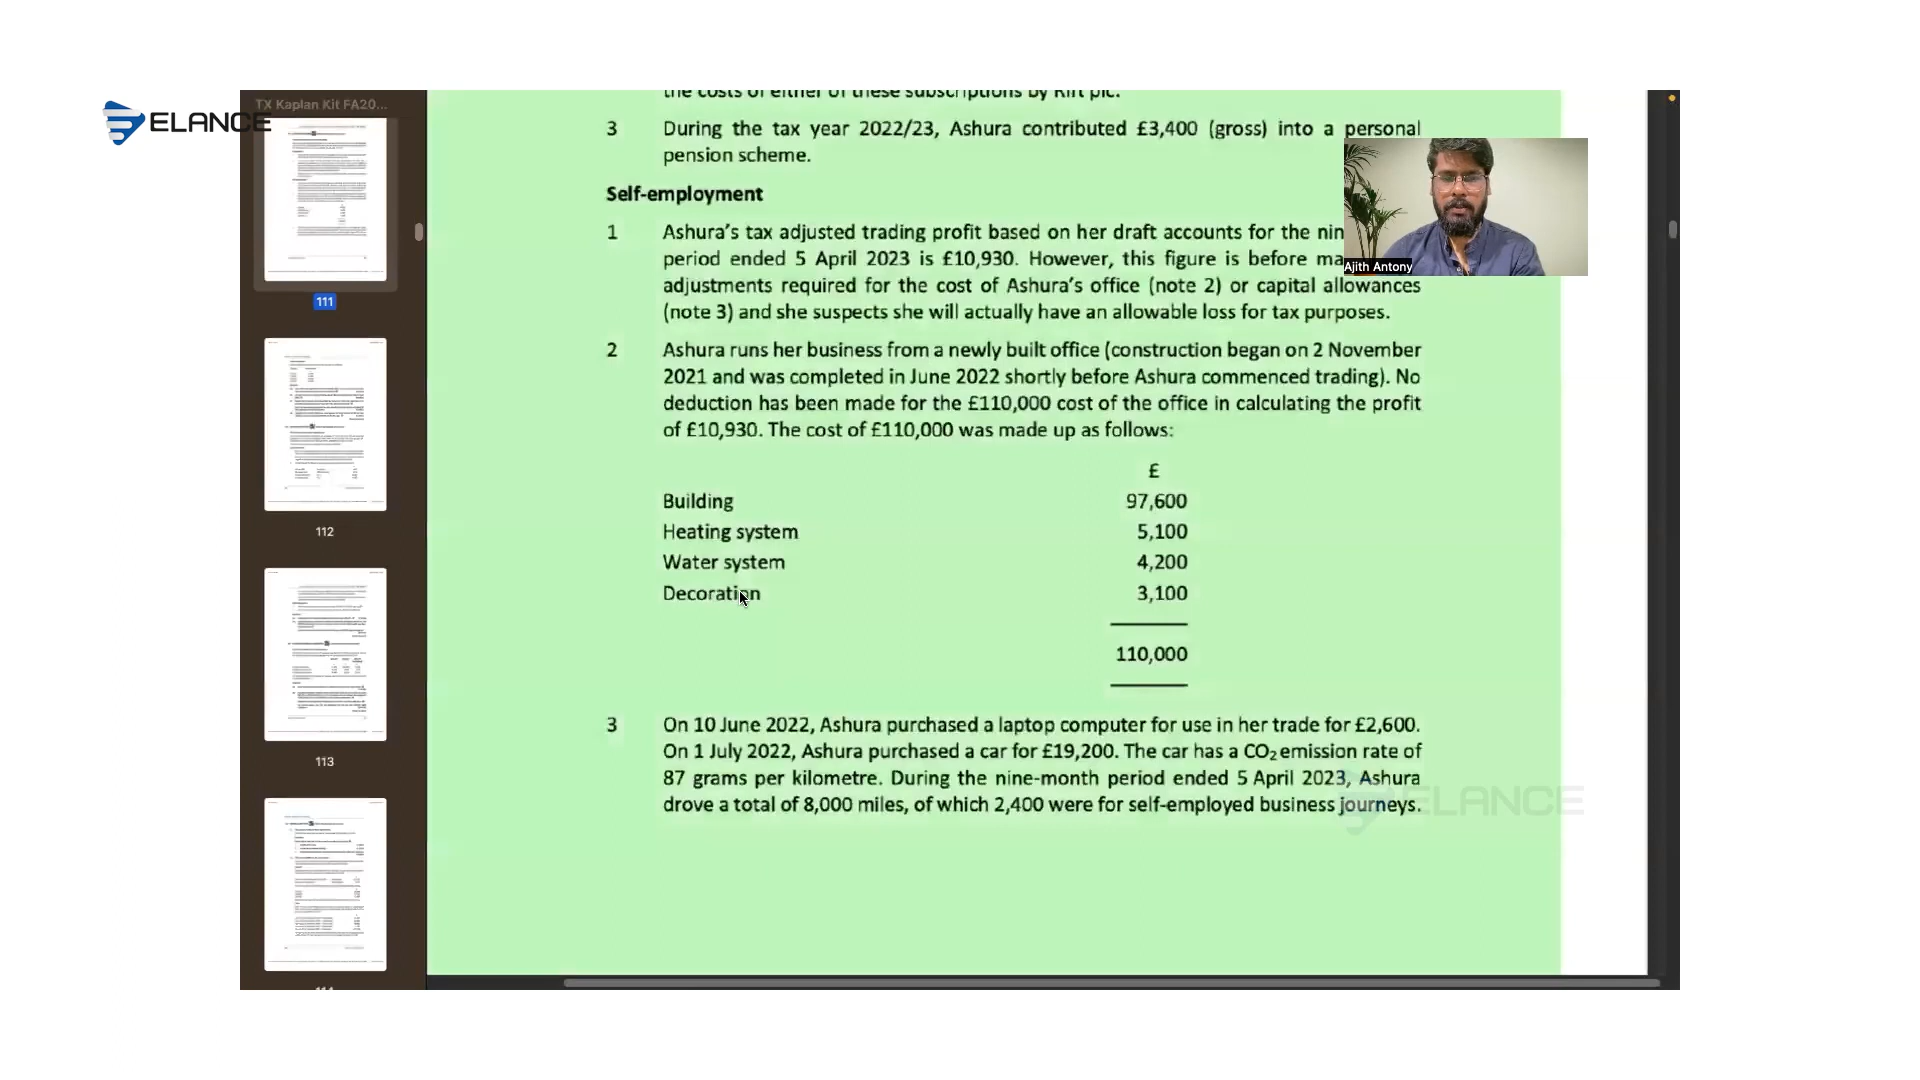 TX Kaplan Kit FA20...
ELANCE
the costs of either of these subscriptions by Rift plc.
3 During the tax year 2022/23, Ashura contributed £3,400 (gross) into a personal
pension scheme.
Self-employment
1 Ashura's tax adjusted trading profit based on her draft accounts for the nin
period ended 5 April 2023 is £10,930. However, this figure is before ma
adjustments required for the cost of Ashura's office (note 2) or capital allowances
(note 3) and she suspects she will actually have an allowable loss for tax purposes.
Ajith Antony
2 Ashura runs her business from a newly built office (construction began on 2 November
2021 and was completed in June 2022 shortly before Ashura commenced trading). No
deduction has been made for the £110,000 cost of the office in calculating the profit
of £10,930. The cost of £110,000 was made up as follows:
£
Building 97,600
Heating system 5,100
Water system 4,200
Decoration 3,100
110,000
3 On 10 June 2022, Ashura purchased a laptop computer for use in her trade for £2,600.
On 1 July 2022, Ashura purchased a car for £19,200. The car has a CO₂ emission rate of
87 grams per kilometre. During the nine-month period ended 5 April 2023, Ashura
drove a total of 8,000 miles, of which 2,400 were for self-employed business journeys.
ELANCE
111
112
113